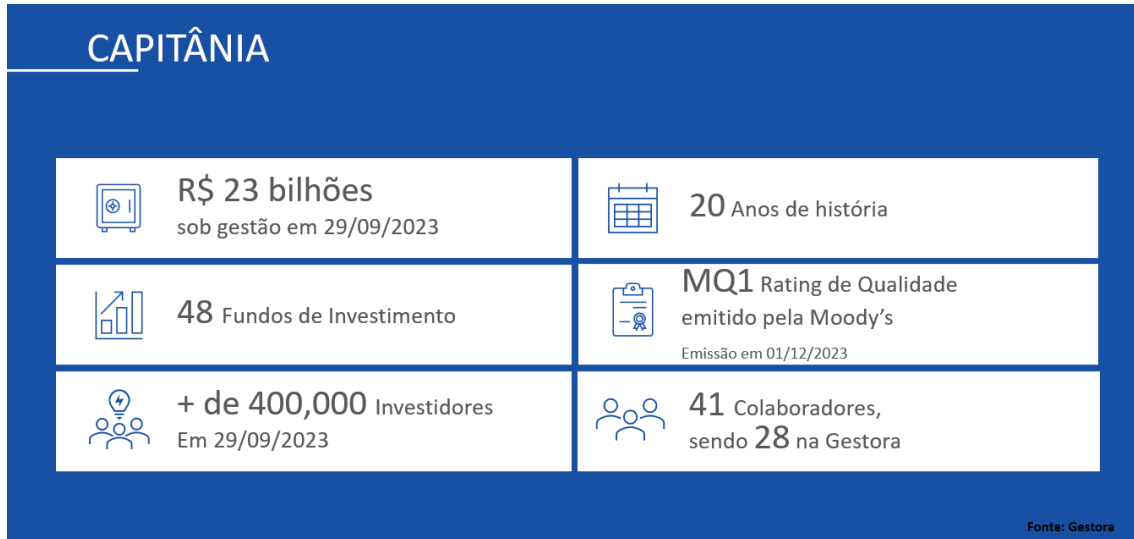 CAPITÂNIA
R$ 23 bilhões
sob gestão em 29/09/2023
20 Anos de história
48 Fundos de Investimento
MQ1 Rating de Qualidade
emitido pela Moody’s
Emissão em 01/12/2023
+ de 400,000 Investidores
Em 29/09/2023
41 Colaboradores,
sendo 28 na Gestora
Fonte: Gestora